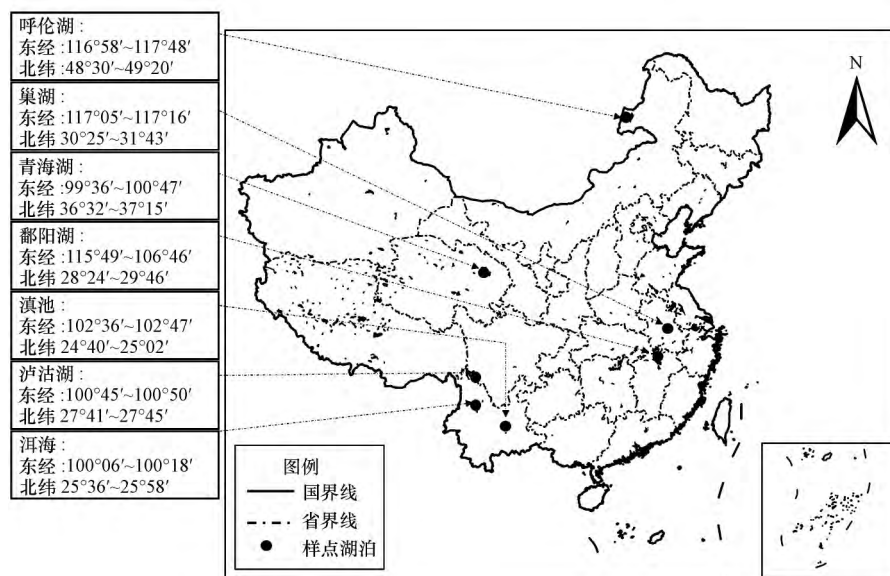 呼伦湖 :
东经 :116°58′~117°48′
北纬 :48°30′~49°20′
巢湖 :
东经 :117°05′~117°16′
北纬 30°25′~31°43′
青海湖 :
东经 :99°36′~100°47′
北纬 36°32′~37°15′
鄱阳湖 :
东经 :115°49′~106°46′
北纬 28°24′~29°46′
滇池 :
东经 :102°36′~102°47′
北纬 24°40′~25°02′
泸沽湖 :
东经 :100°45′~100°50′
北纬 27°41′~27°45′
洱海 :
东经 :100°06′~100°18′
北纬 25°36′~25°58′
N
图例
国界线
省界线
样点湖泊